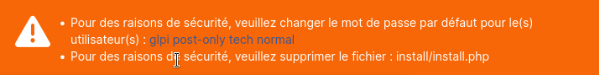 Pour des raisons de sécurité, veuillez changer le mot de passe par défaut pour le(s)
utilisateur(s) : glpi post-only tech normal
Pour des raisons de sécurité, veuillez supprimer le fichier : install/install.php